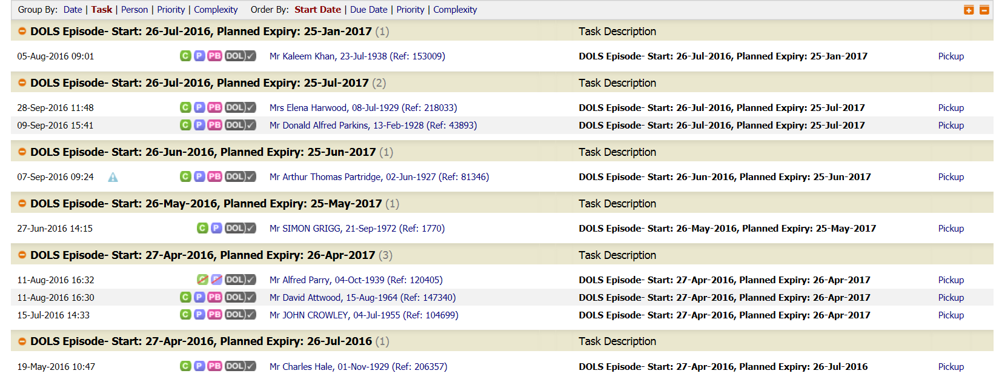 Group By: Date | Task | Person | Priority | Complexity Order By: Start Date | Due Date | Priority | Complexity
DOLS Episode- Start: 26-Jul-2016, Planned Expiry: 25-Jan-2017 (1) Task Description
05-Aug-2016 09:01 C P PB DOL Mr Kaleem Khan, 23-Jul-1938 (Ref: 153009) DOLS Episode- Start: 26-Jul-2016, Planned Expiry: 25-Jan-2017 Pickup
DOLS Episode- Start: 26-Jul-2016, Planned Expiry: 25-Jul-2017 (2) Task Description
28-Sep-2016 11:48 C P PB DOL Mrs Elena Harwood, 08-Jul-1929 (Ref: 218033) DOLS Episode- Start: 26-Jul-2016, Planned Expiry: 25-Jul-2017 Pickup
09-Sep-2016 15:41 C P PB DOL Mr Donald Alfred Parkins, 13-Feb-1928 (Ref: 43893) DOLS Episode- Start: 26-Jul-2016, Planned Expiry: 25-Jul-2017 Pickup
DOLS Episode- Start: 26-Jun-2016, Planned Expiry: 25-Jun-2017 (1) Task Description
07-Sep-2016 09:24 C P PB DOL Mr Arthur Thomas Partridge, 02-Jun-1927 (Ref: 81346) DOLS Episode- Start: 26-Jun-2016, Planned Expiry: 25-Jun-2017 Pickup
DOLS Episode- Start: 26-May-2016, Planned Expiry: 25-May-2017 (1) Task Description
27-Jun-2016 14:15 C P DOL Mr SIMON GRIGG, 21-Sep-1972 (Ref: 1770) DOLS Episode- Start: 26-May-2016, Planned Expiry: 25-May-2017 Pickup
DOLS Episode- Start: 27-Apr-2016, Planned Expiry: 26-Apr-2017 (3) Task Description
11-Aug-2016 16:32 C P DOL Mr Alfred Parry, 04-Oct-1939 (Ref: 120405) DOLS Episode- Start: 27-Apr-2016, Planned Expiry: 26-Apr-2017 Pickup
11-Aug-2016 16:30 C P PB DOL Mr David Attwood, 15-Aug-1964 (Ref: 147340) DOLS Episode- Start: 27-Apr-2016, Planned Expiry: 26-Apr-2017 Pickup
15-Jul-2016 14:33 C P PB DOL Mr JOHN CROWLEY, 04-Jul-1955 (Ref: 104699) DOLS Episode- Start: 27-Apr-2016, Planned Expiry: 26-Apr-2017 Pickup
DOLS Episode- Start: 27-Apr-2016, Planned Expiry: 26-Jul-2016 (1) Task Description
19-May-2016 10:47 C P PB DOL Mr Charles Hale, 01-Nov-1929 (Ref: 206357) DOLS Episode- Start: 27-Apr-2016, Planned Expiry: 26-Jul-2016 Pickup